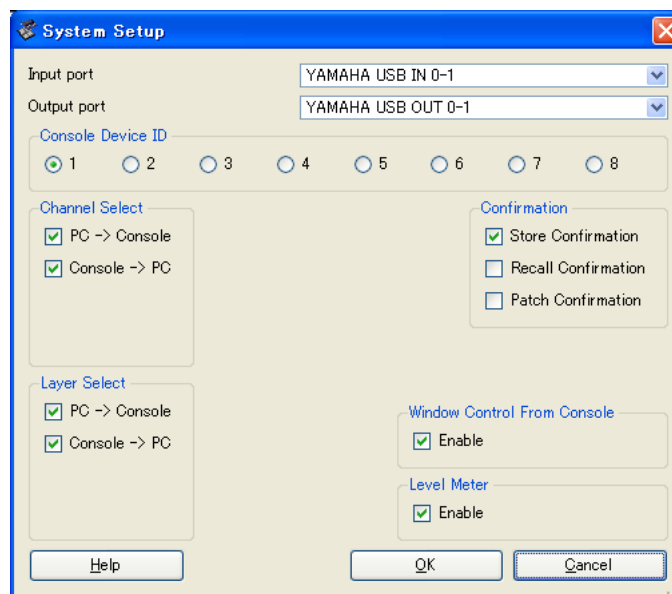 System Setup
Input port
YAMAHA USB IN 0-1
Output port
YAMAHA USB OUT 0-1
Console Device ID
1 2 3 4 5 6 7 8
Channel Select
PC -> Console
Console -> PC
Confirmation
Store Confirmation
Recall Confirmation
Patch Confirmation
Layer Select
PC -> Console
Console -> PC
Window Control From Console
Enable
Level Meter
Enable
Help
OK
Cancel